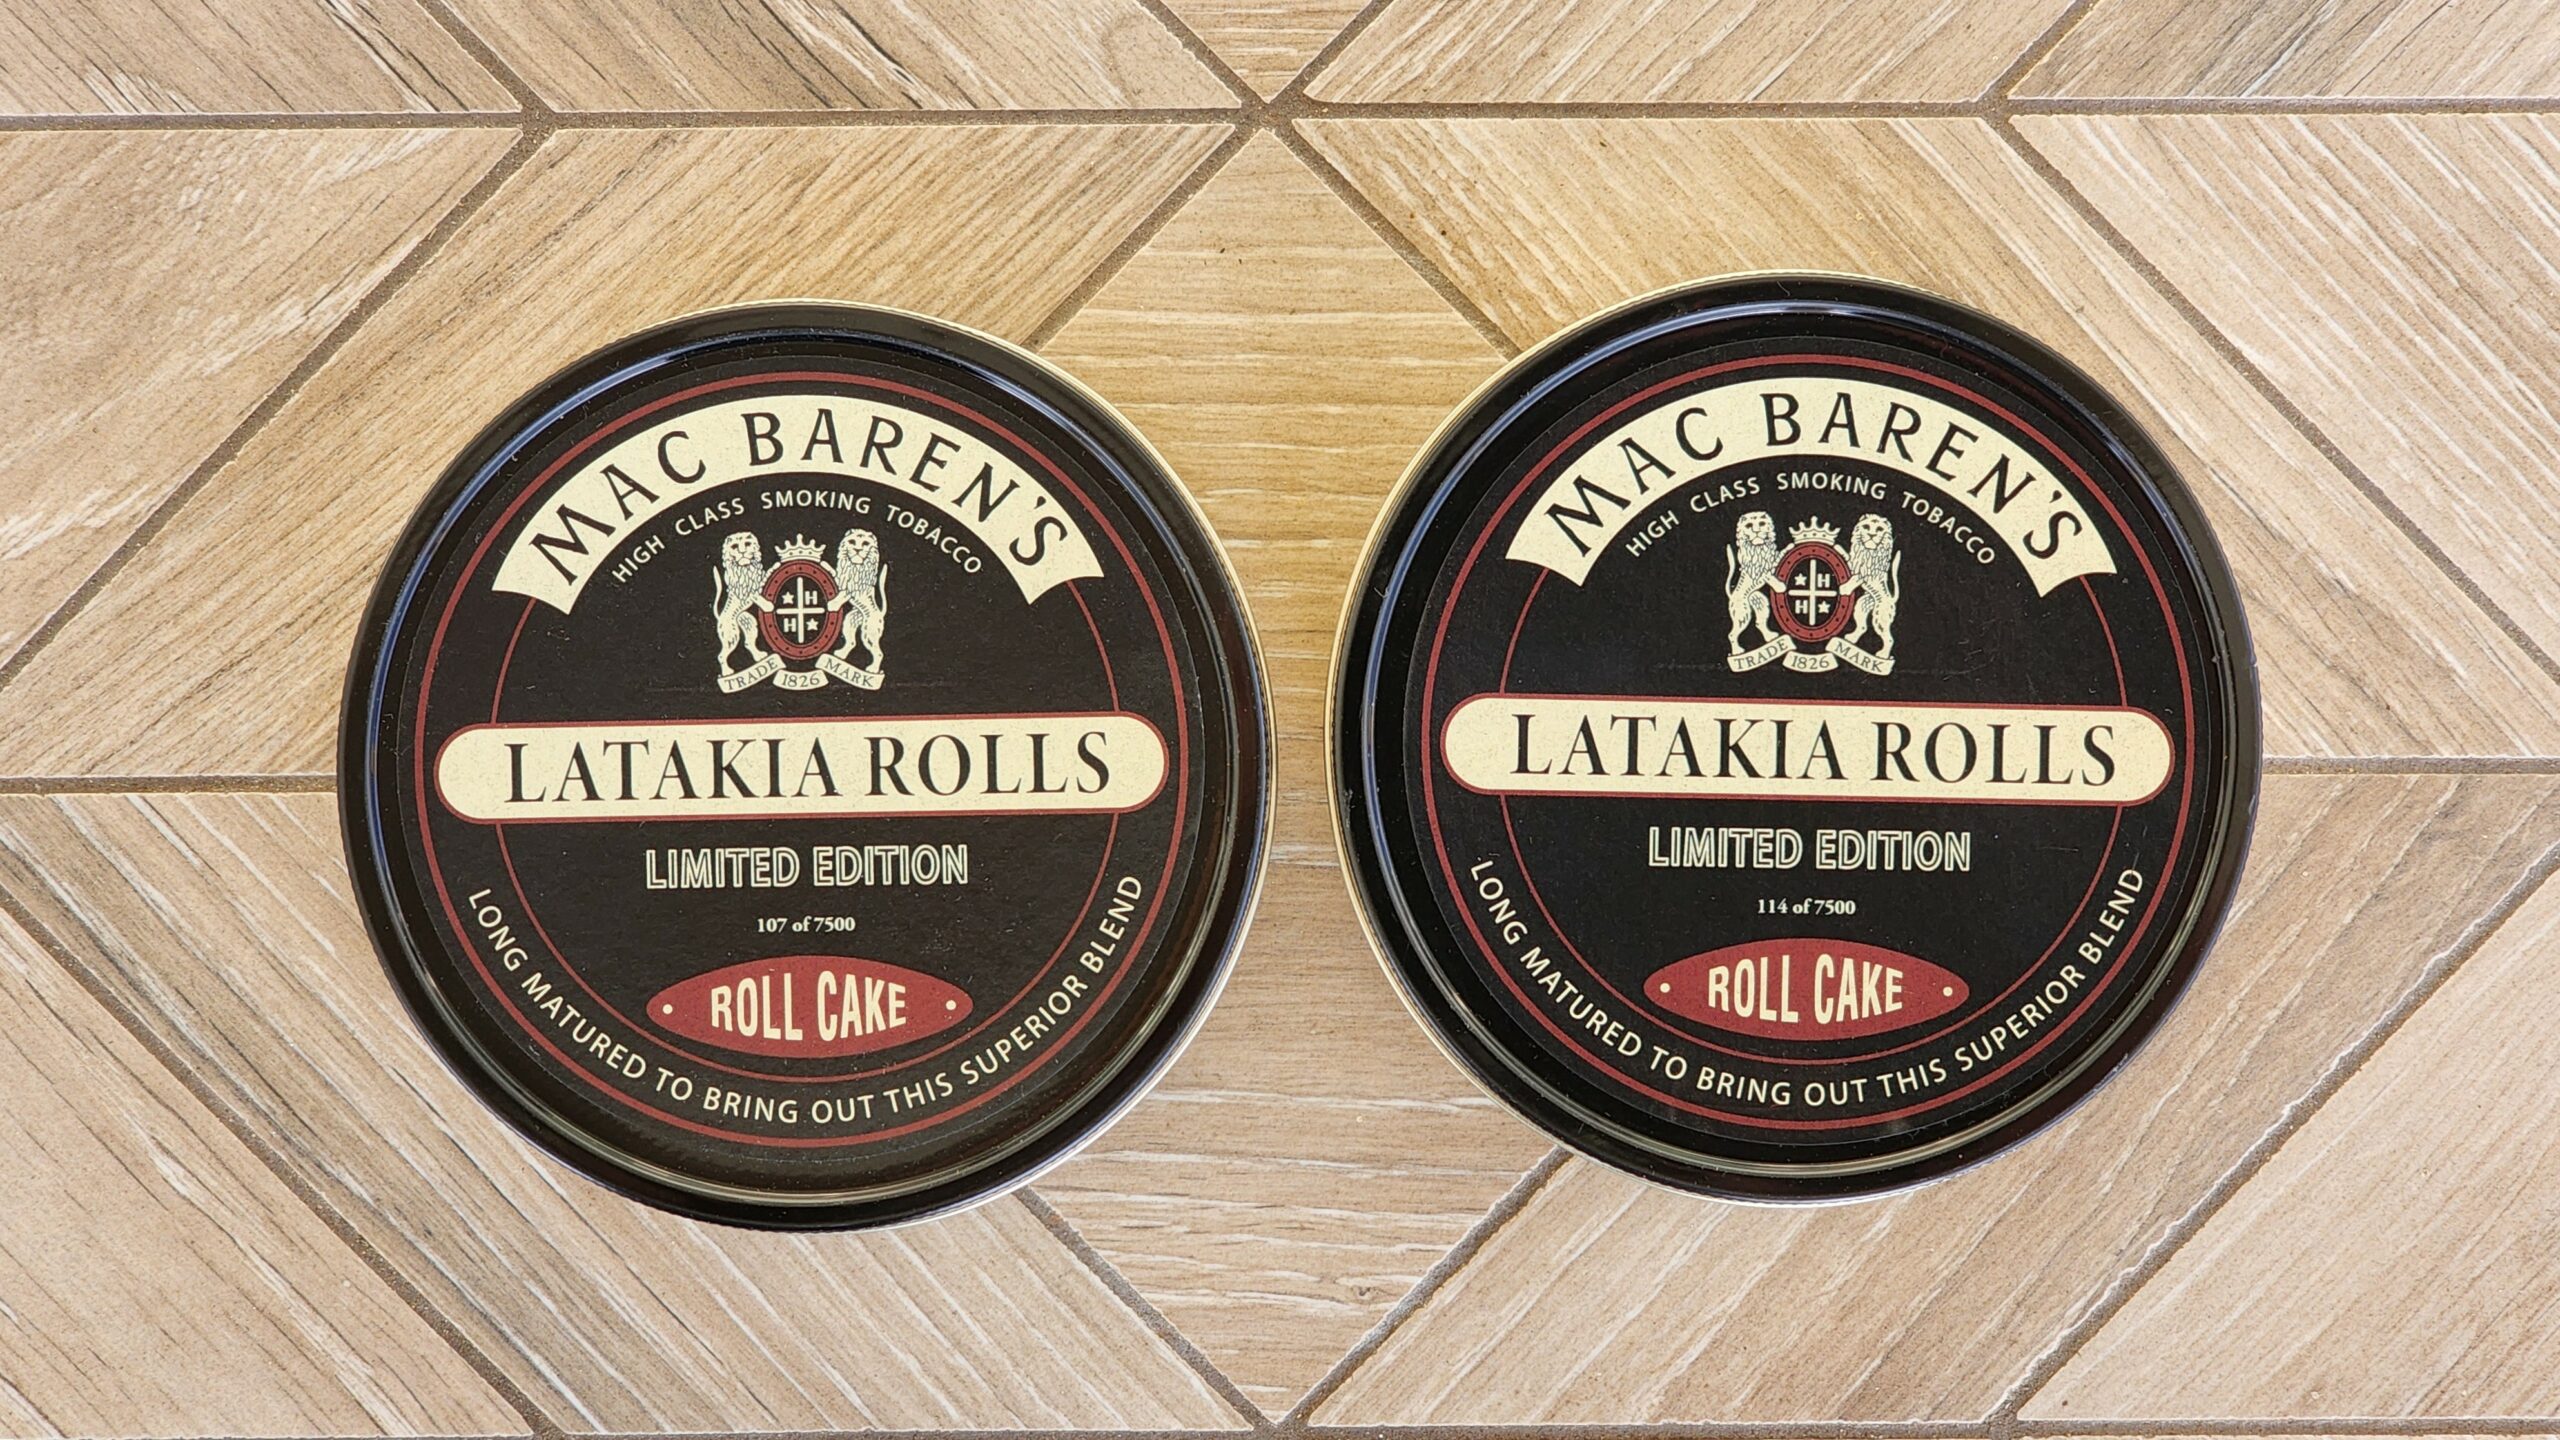 MAC BAREN'S
HIGH CLASS SMOKING TOBACCO
H
H
TRADE 1826 MARK
LATAKIA ROLLS
LIMITED EDITION
107 of 7500
ROLL CAKE
LONG MATURED TO BRING OUT THIS SUPERIOR BLEND
MAC BAREN'S
HIGH CLASS SMOKING TOBACCO
H
H
TRADE 1826 MARK
LATAKIA ROLLS
LIMITED EDITION
114 of 7500
ROLL CAKE
LONG MATURED TO BRING OUT THIS SUPERIOR BLEND